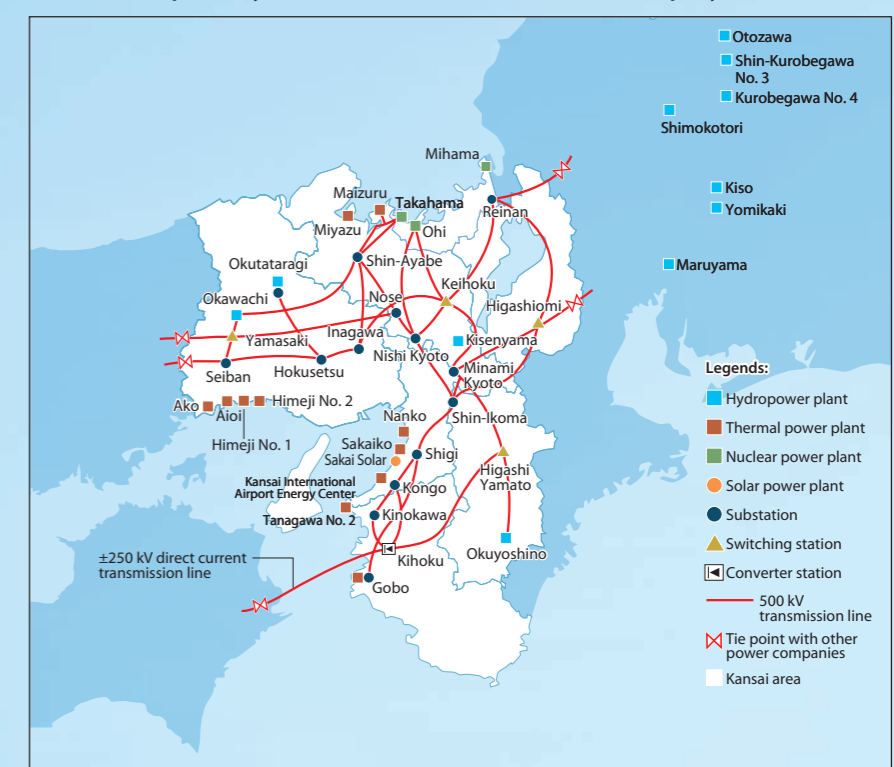 Otozawa
Shin-Kurobegawa
No. 3
Kurobegawa No. 4
Shimokotori
Mihama
Kiso
Maizuru
Takahama
Yomikaki
Reinan
Miyazu
Ohi
Shin-Ayabe
Okutataragi
Maruyama
Keihoku
Okawachi
Nose
Higashiomi
Yamasaki
Inagawa
Kisenyama
Nishi Kyoto
Seiban
Hokusetsu
Minami
Kyoto
Ako
Aioi
Himeji No. 2
Himeji No. 1
Nanko
Shin-Ikoma
Sakaiko
Sakai Solar
Shigi
Higashi
Yamato
Kansai International
Airport Energy Center
Kongo
Tanagawa No. 2
Kinokawa
Okuyoshino
Kihoku
±250 kV direct current
transmission line
Gobo
Legends:
Hydropower plant
Thermal power plant
Nuclear power plant
Solar power plant
Substation
Switching station
Converter station
500 kV
transmission line
Tie point with other
power companies
Kansai area